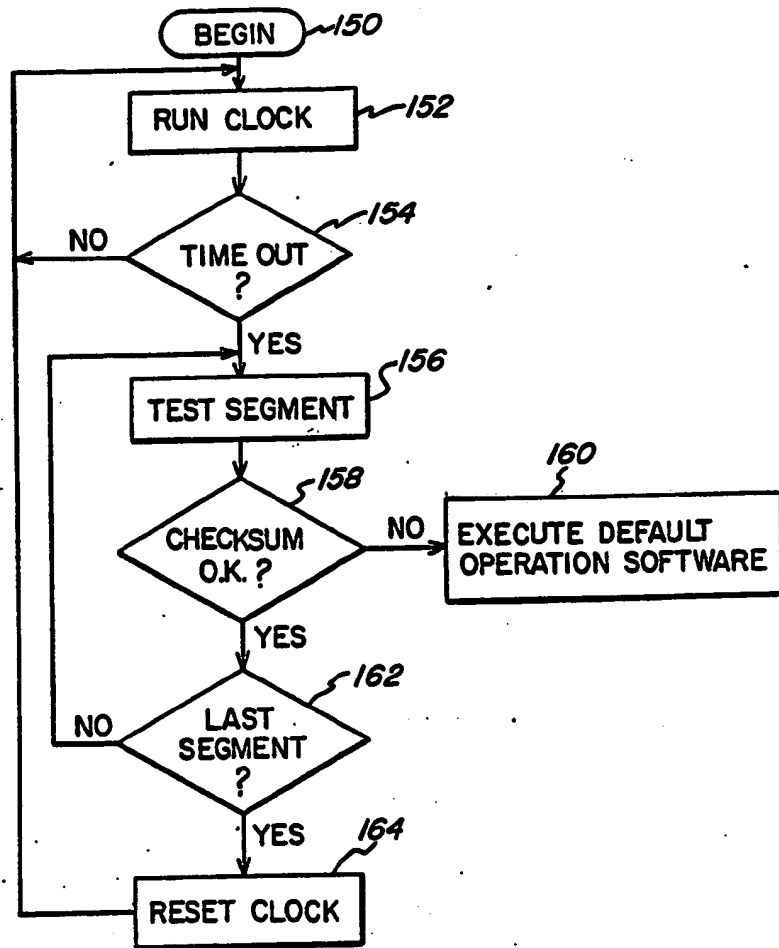 BEGIN
150
RUN CLOCK
152
154
NO
TIME OUT
?
YES
156
TEST SEGMENT
158
160
CHECKSUM
O.K. ?
NO
EXECUTE DEFAULT
OPERATION SOFTWARE
YES
162
NO
LAST
SEGMENT
?
YES
164
RESET CLOCK